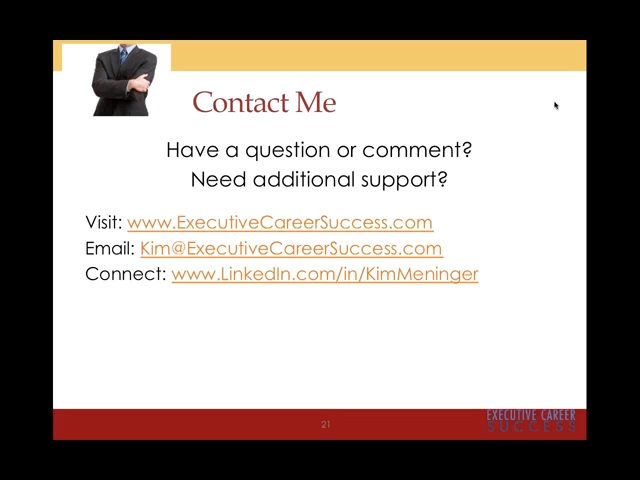 Contact Me
Have a question or comment?
Need additional support?
Visit: www.ExecutiveCareerSuccess.com
Email: Kim@ExecutiveCareerSuccess.com
Connect: www.LinkedIn.com/in/KimMeninger
21
EXECUTIVE CAREER
SUCCESS